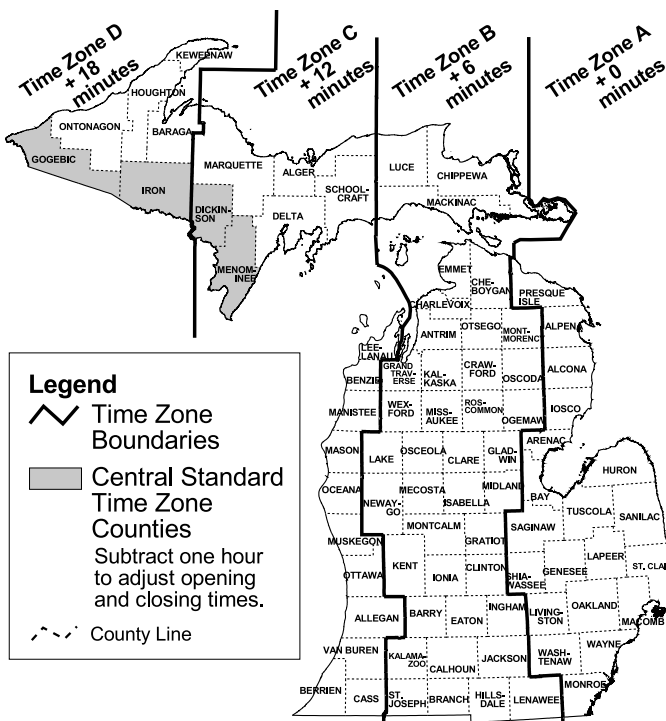 Time Zone D
+ 18
minutes
Time Zone C
+ 12
minutes
Time Zone B
+ 6
minutes
Time Zone A
+ 0
minutes
KEWEENAW
HOUGHTON
ONTONAGON
BARAGA
GOGEBIC
IRON
MARQUETTE
ALGER
LUCE
CHIPPEWA
SCHOOL-
CRAFT
DICKIN-
SON
DELTA
MACKINAC
MENOM-
INEE
EMMET
CHE-
BOYGAN
PRESQUE
ISLE
CHARLEVOIX
ANTRIM
OTSEGO
MONT-
MORENCY
ALPENA
LEE-
LANAU
GRAND
TRAV-
ERSE
BENZIE
KAL-
KASKA
CRAW-
FORD
OSCODA
ALCONA
MANISTEE
WEX-
FORD
MISS-
AUKEE
ROS-
COMMON
OGEMAW
IOSCO
ARENAC
MASON
LAKE
OSCEOLA
CLARE
GLAD-
WIN
HURON
OCEANA
NEWAY-
GO
MECOSTA
ISABELLA
MIDLAND
BAY
TUSCOLA
SANILAC
MUSKEGON
MONTCALM
GRATIOT
SAGINAW
LAPEER
ST. CLAI
OTTAWA
KENT
IONIA
CLINTON
SHIA-
WASSEE
GENESEE
ALLEGAN
BARRY
EATON
INGHAM
LIVING-
STON
OAKLAND
MACOMB
VAN BUREN
KALAMA-
ZOO
CALHOUN
JACKSON
WASH-
TENAW
WAYNE
BERRIEN
CASS
ST.
JOSEPH
BRANCH
HILLS-
DALE
LENAWEE
MONROE
Legend
Time Zone
Boundaries
Central Standard
Time Zone
Counties
Subtract one hour
to adjust opening
and closing times.
County Line